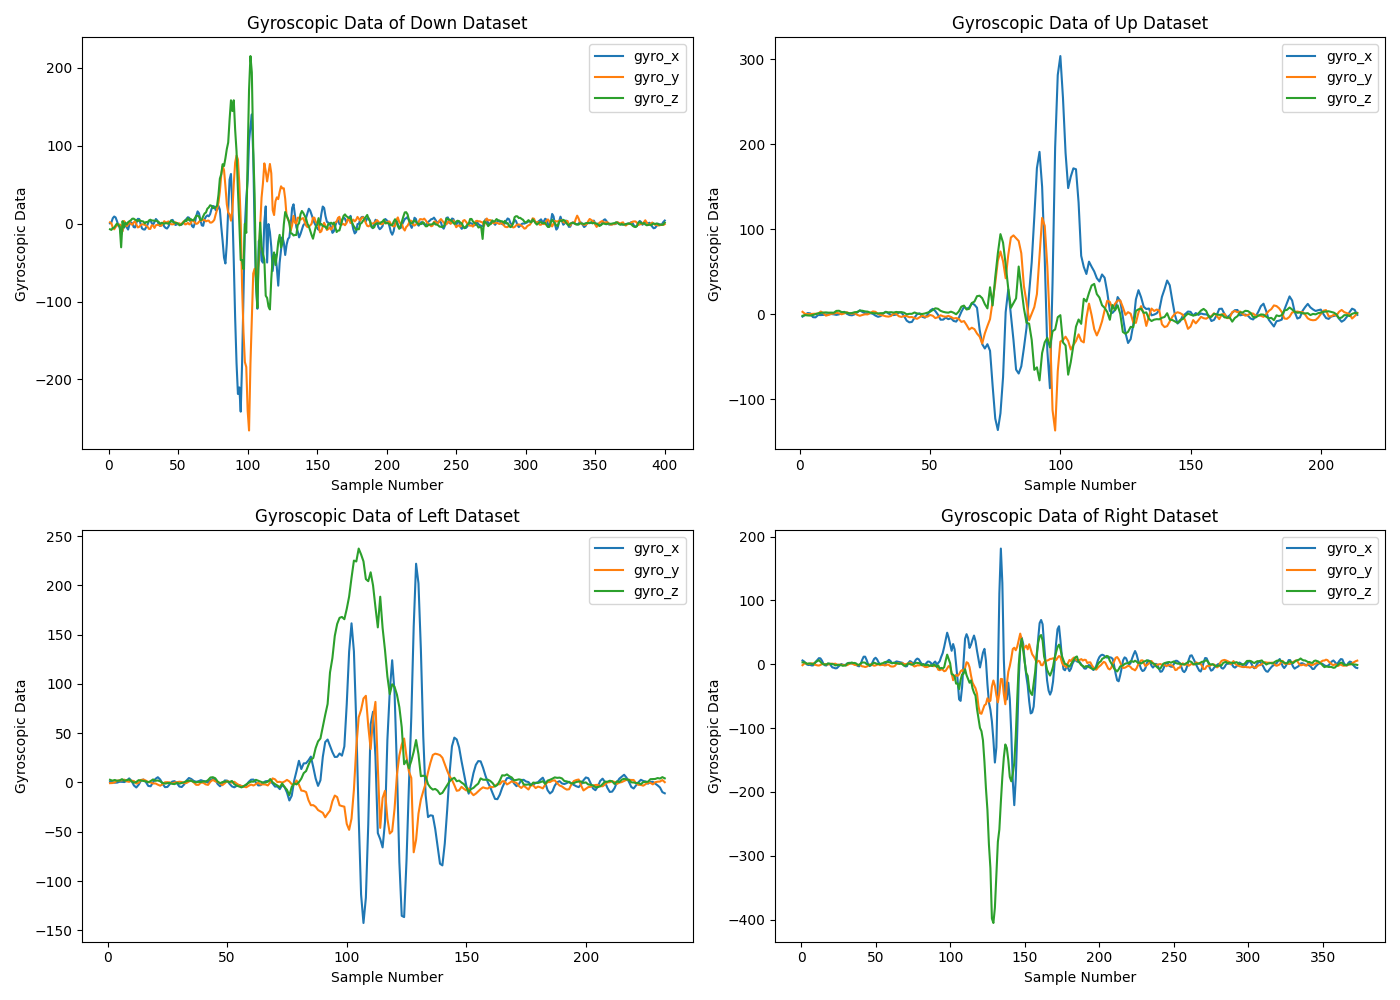 Gyroscopic Data of Down Dataset
Gyroscopic Data
200
100
0
−100
−200
gyro_x
gyro_y
gyro_z
0 50 100 150 200 250 300 350 400
Sample Number
Gyroscopic Data of Up Dataset
Gyroscopic Data
300
200
100
0
−100
gyro_x
gyro_y
gyro_z
0 50 100 150 200
Sample Number
Gyroscopic Data of Left Dataset
Gyroscopic Data
250
200
150
100
50
0
−50
−100
−150
gyro_x
gyro_y
gyro_z
0 50 100 150 200
Sample Number
Gyroscopic Data of Right Dataset
Gyroscopic Data
200
100
0
−100
−200
−300
−400
gyro_x
gyro_y
gyro_z
0 50 100 150 200 250 300 350
Sample Number